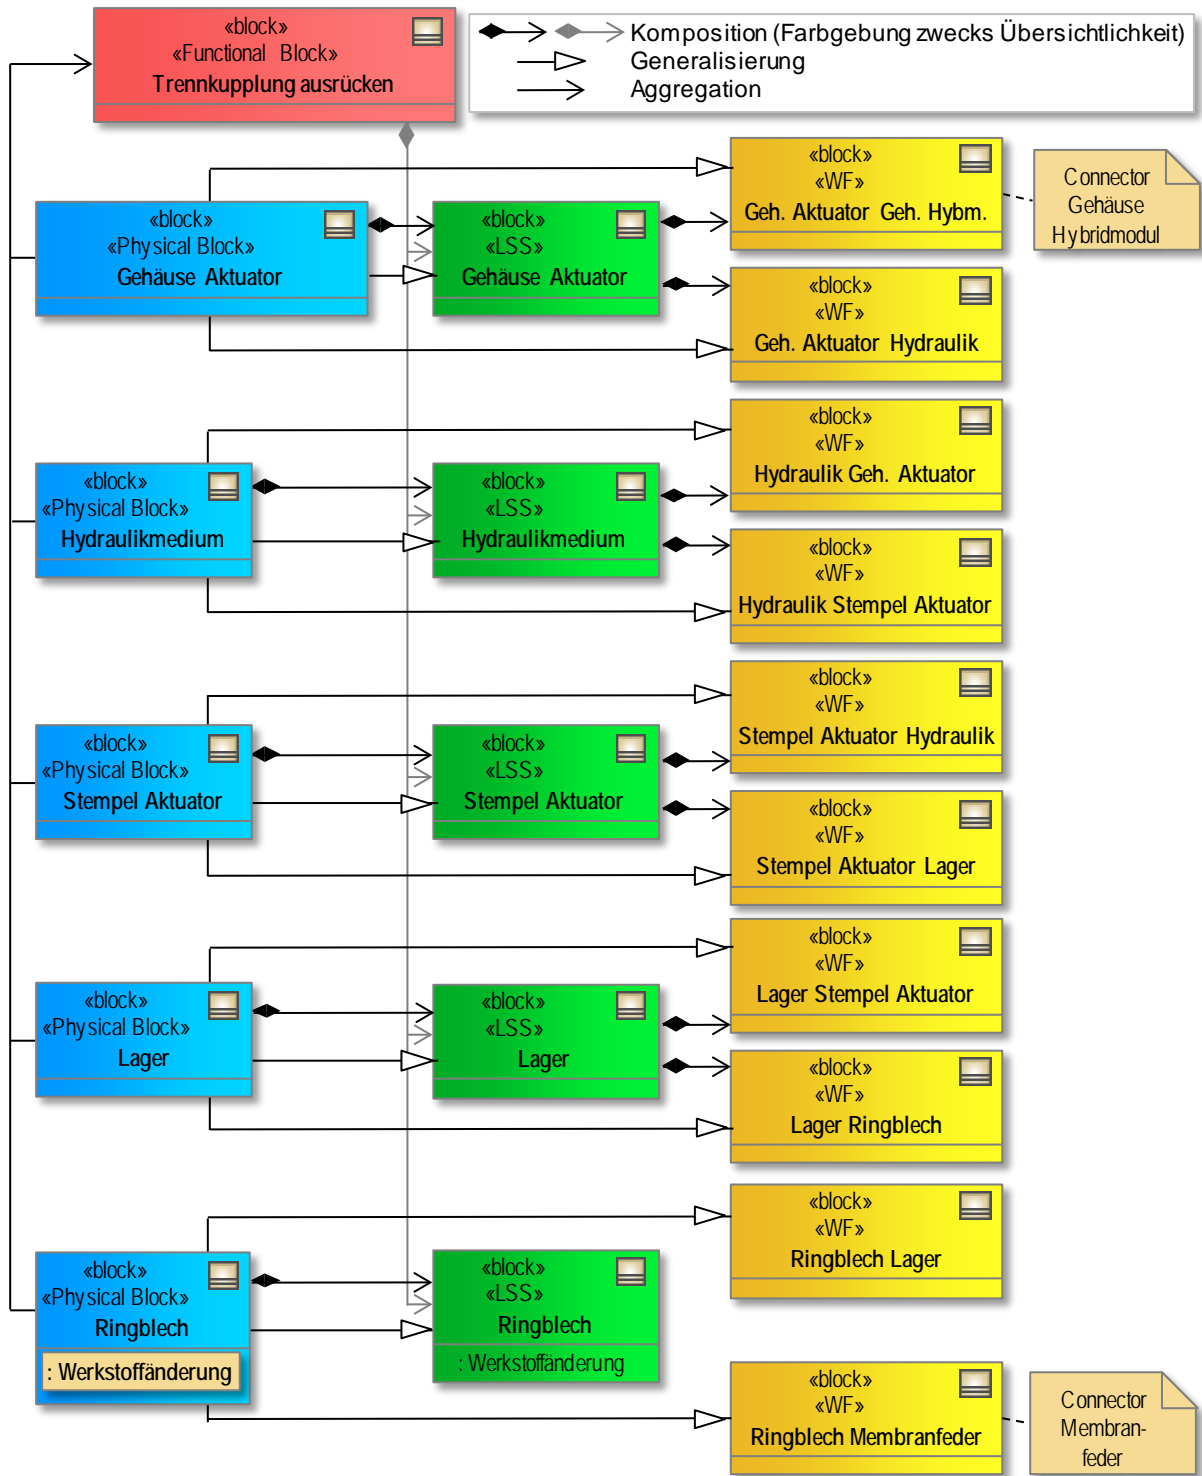 «block»
«Functional Block»
Trennkupplung ausrücken
Komposition (Farbgebung zwecks Übersichtlichkeit)
Generalisierung
Aggregation
«block»
«WF»
Geh. Aktuator Geh. Hybm.
Connector
Gehäuse
Hybridmodul
«block»
«Physical Block»
Gehäuse Aktuator
«block»
«LSS»
Gehäuse Aktuator
«block»
«WF»
Geh. Aktuator Hydraulik
«block»
«WF»
Hydraulik Geh. Aktuator
«block»
«Physical Block»
Hydraulikmedium
«block»
«LSS»
Hydraulikmedium
«block»
«WF»
Hydraulik Stempel Aktuator
«block»
«WF»
Stempel Aktuator Hydraulik
«block»
«Physical Block»
Stempel Aktuator
«block»
«LSS»
Stempel Aktuator
«block»
«WF»
Stempel Aktuator Lager
«block»
«WF»
Lager Stempel Aktuator
«block»
«Physical Block»
Lager
«block»
«LSS»
Lager
«block»
«WF»
Lager Ringblech
«block»
«WF»
Ringblech Lager
«block»
«Physical Block»
Ringblech
: Werkstoffänderung
«block»
«LSS»
Ringblech
: Werkstoffänderung
«block»
«WF»
Ringblech Membranfeder
Connector
Membran-
feder